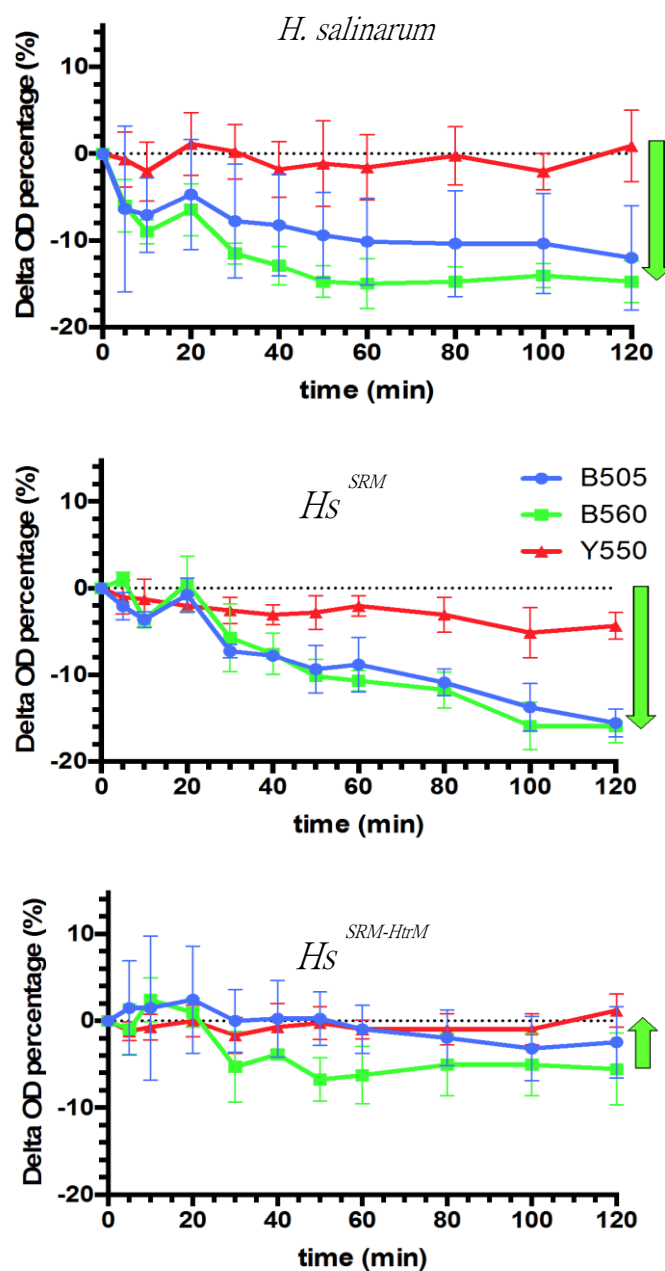 H. salinarum
Delta OD percentage (%)
10
0
-10
-20
0 20 40 60 80 100 120
time (min)
Hs SRM
B505
B560
Y550
Delta OD percentage (%)
10
0
-10
-20
0 20 40 60 80 100 120
time (min)
Hs SRM-HtrM
Delta OD percentage (%)
10
0
-10
-20
0 20 40 60 80 100 120
time (min)